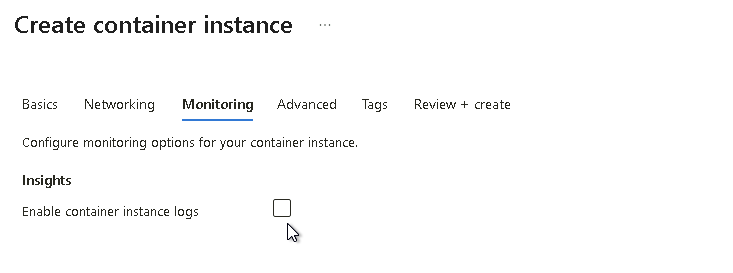 Create container instance ...
Basics Networking Monitoring Advanced Tags Review + create
Configure monitoring options for your container instance.
Insights
Enable container instance logs